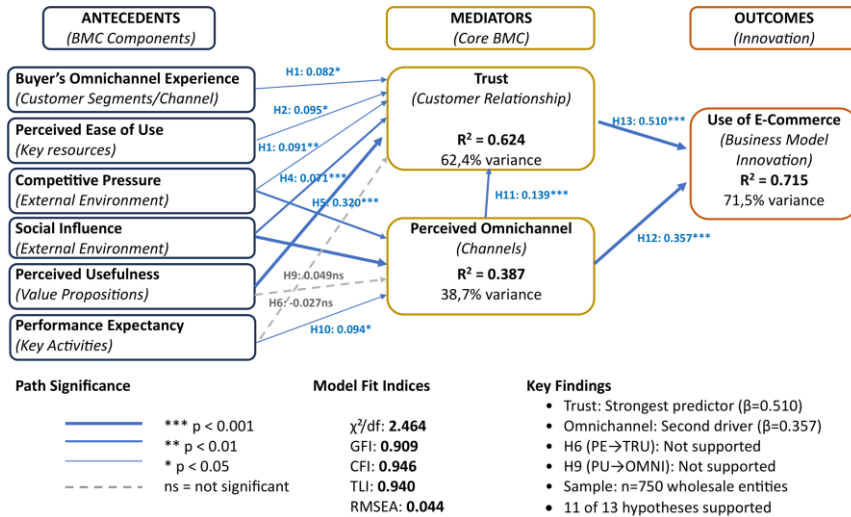 ANTECEDENTS
(BMC Components)
MEDIATORS
(Core BMC)
OUTCOMES
(Innovation)
Buyer's Omnichannel Experience
(Customer Segments/Channel)
Perceived Ease of Use
(Key resources)
Competitive Pressure
(External Environment)
Social Influence
(External Environment)
Perceived Usefulness
(Value Propositions)
Performance Expectancy
(Key Activities)
H1: 0.082*
H2: 0.095*
H1: 0.091**
H4: 0.071***
H5: 0.320***
H9: 0.049ns
H6: -0.027ns
H10: 0.094*
Trust
(Customer Relationship)
R² = 0.624
62,4% variance
H11: 0.139***
Perceived Omnichannel
(Channels)
R² = 0.387
38,7% variance
H13: 0.510***
H12: 0.357***
Use of E-Commerce
(Business Model
Innovation)
R² = 0.715
71,5% variance
Path Significance
*** p < 0.001
** p < 0.01
* p < 0.05
ns = not significant
Model Fit Indices
χ²/df: 2.464
GFI: 0.909
CFI: 0.946
TLI: 0.940
RMSEA: 0.044
Key Findings
• Trust: Strongest predictor (β=0.510)
• Omnichannel: Second driver (β=0.357)
• H6 (PE→TRU): Not supported
• H9 (PU→OMNI): Not supported
• Sample: n=750 wholesale entities
• 11 of 13 hypotheses supported